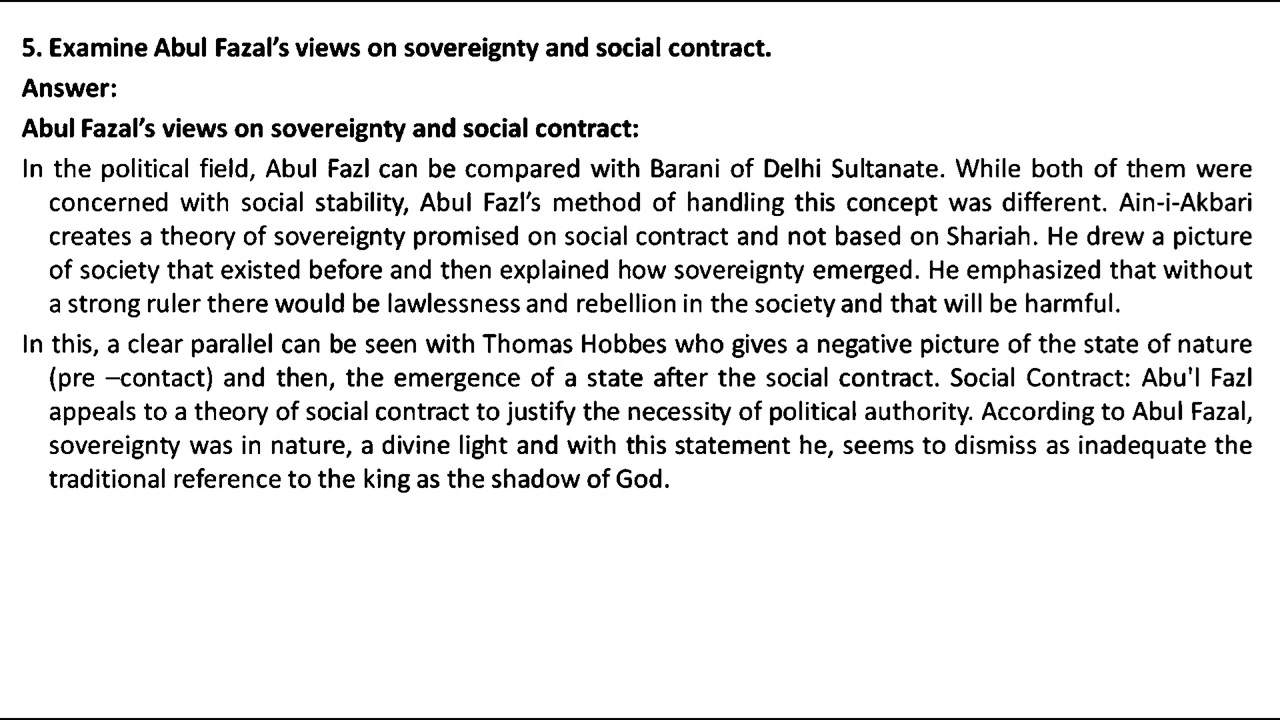 5. Examine Abul Fazal’s views on sovereignty and social contract.
Answer:
Abul Fazal’s views on sovereignty and social contract:
In the political field, Abul Fazl can be compared with Barani of Delhi Sultanate. While both of them were
concerned with social stability, Abul Fazl’s method of handling this concept was different. Ain-i-Akbari
creates a theory of sovereignty promised on social contract and not based on Shariah. He drew a picture
of society that existed before and then explained how sovereignty emerged. He emphasized that without
a strong ruler there would be lawlessness and rebellion in the society and that will be harmful.
In this, a clear parallel can be seen with Thomas Hobbes who gives a negative picture of the state of nature
(pre –contact) and then, the emergence of a state after the social contract. Social Contract: Abu'l Fazl
appeals to a theory of social contract to justify the necessity of political authority. According to Abul Fazal,
sovereignty was in nature, a divine light and with this statement he, seems to dismiss as inadequate the
traditional reference to the king as the shadow of God.